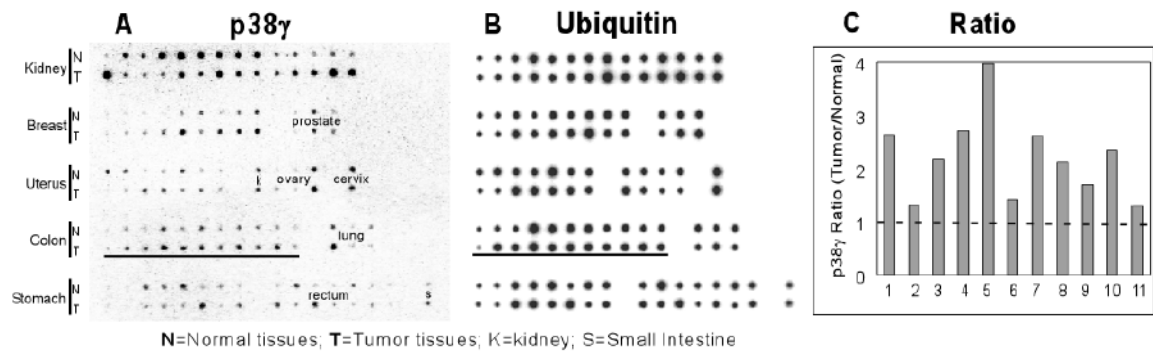 A p38γ
B Ubiquitin
C Ratio
Kidney N
T
Breast N
T
prostate
Uterus N
T
k ovary cervix
Colon N
T
lung
Stomach N
T
rectum s
p38γ Ratio (Tumor/Normal)
4
3
2
1
0
1 2 3 4 5 6 7 8 9 10 11
N=Normal tissues; T=Tumor tissues; K=kidney; S=Small Intestine